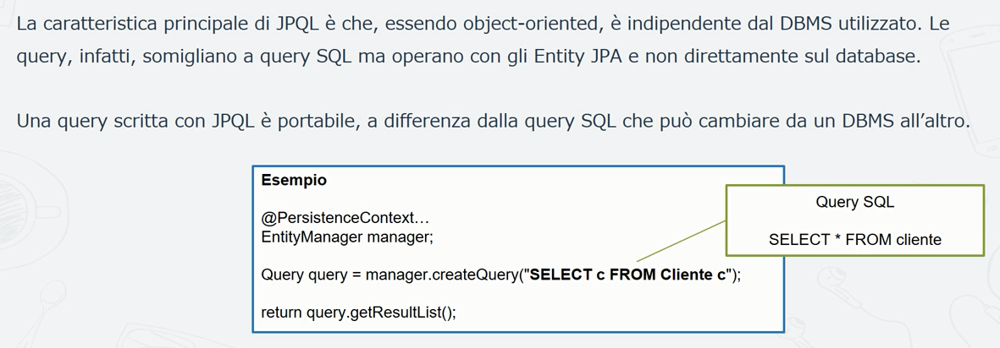 La caratteristica principale di JPQL è che, essendo object-oriented, è indipendente dal DBMS utilizzato. Le
query, infatti, somigliano a query SQL ma operano con gli Entity JPA e non direttamente sul database.
Una query scritta con JPQL è portabile, a differenza dalla query SQL che può cambiare da un DBMS all’altro.
Esempio
@PersistenceContext…
EntityManager manager;
Query query = manager.createQuery("SELECT c FROM Cliente c");
return query.getResultList();
Query SQL
SELECT * FROM cliente